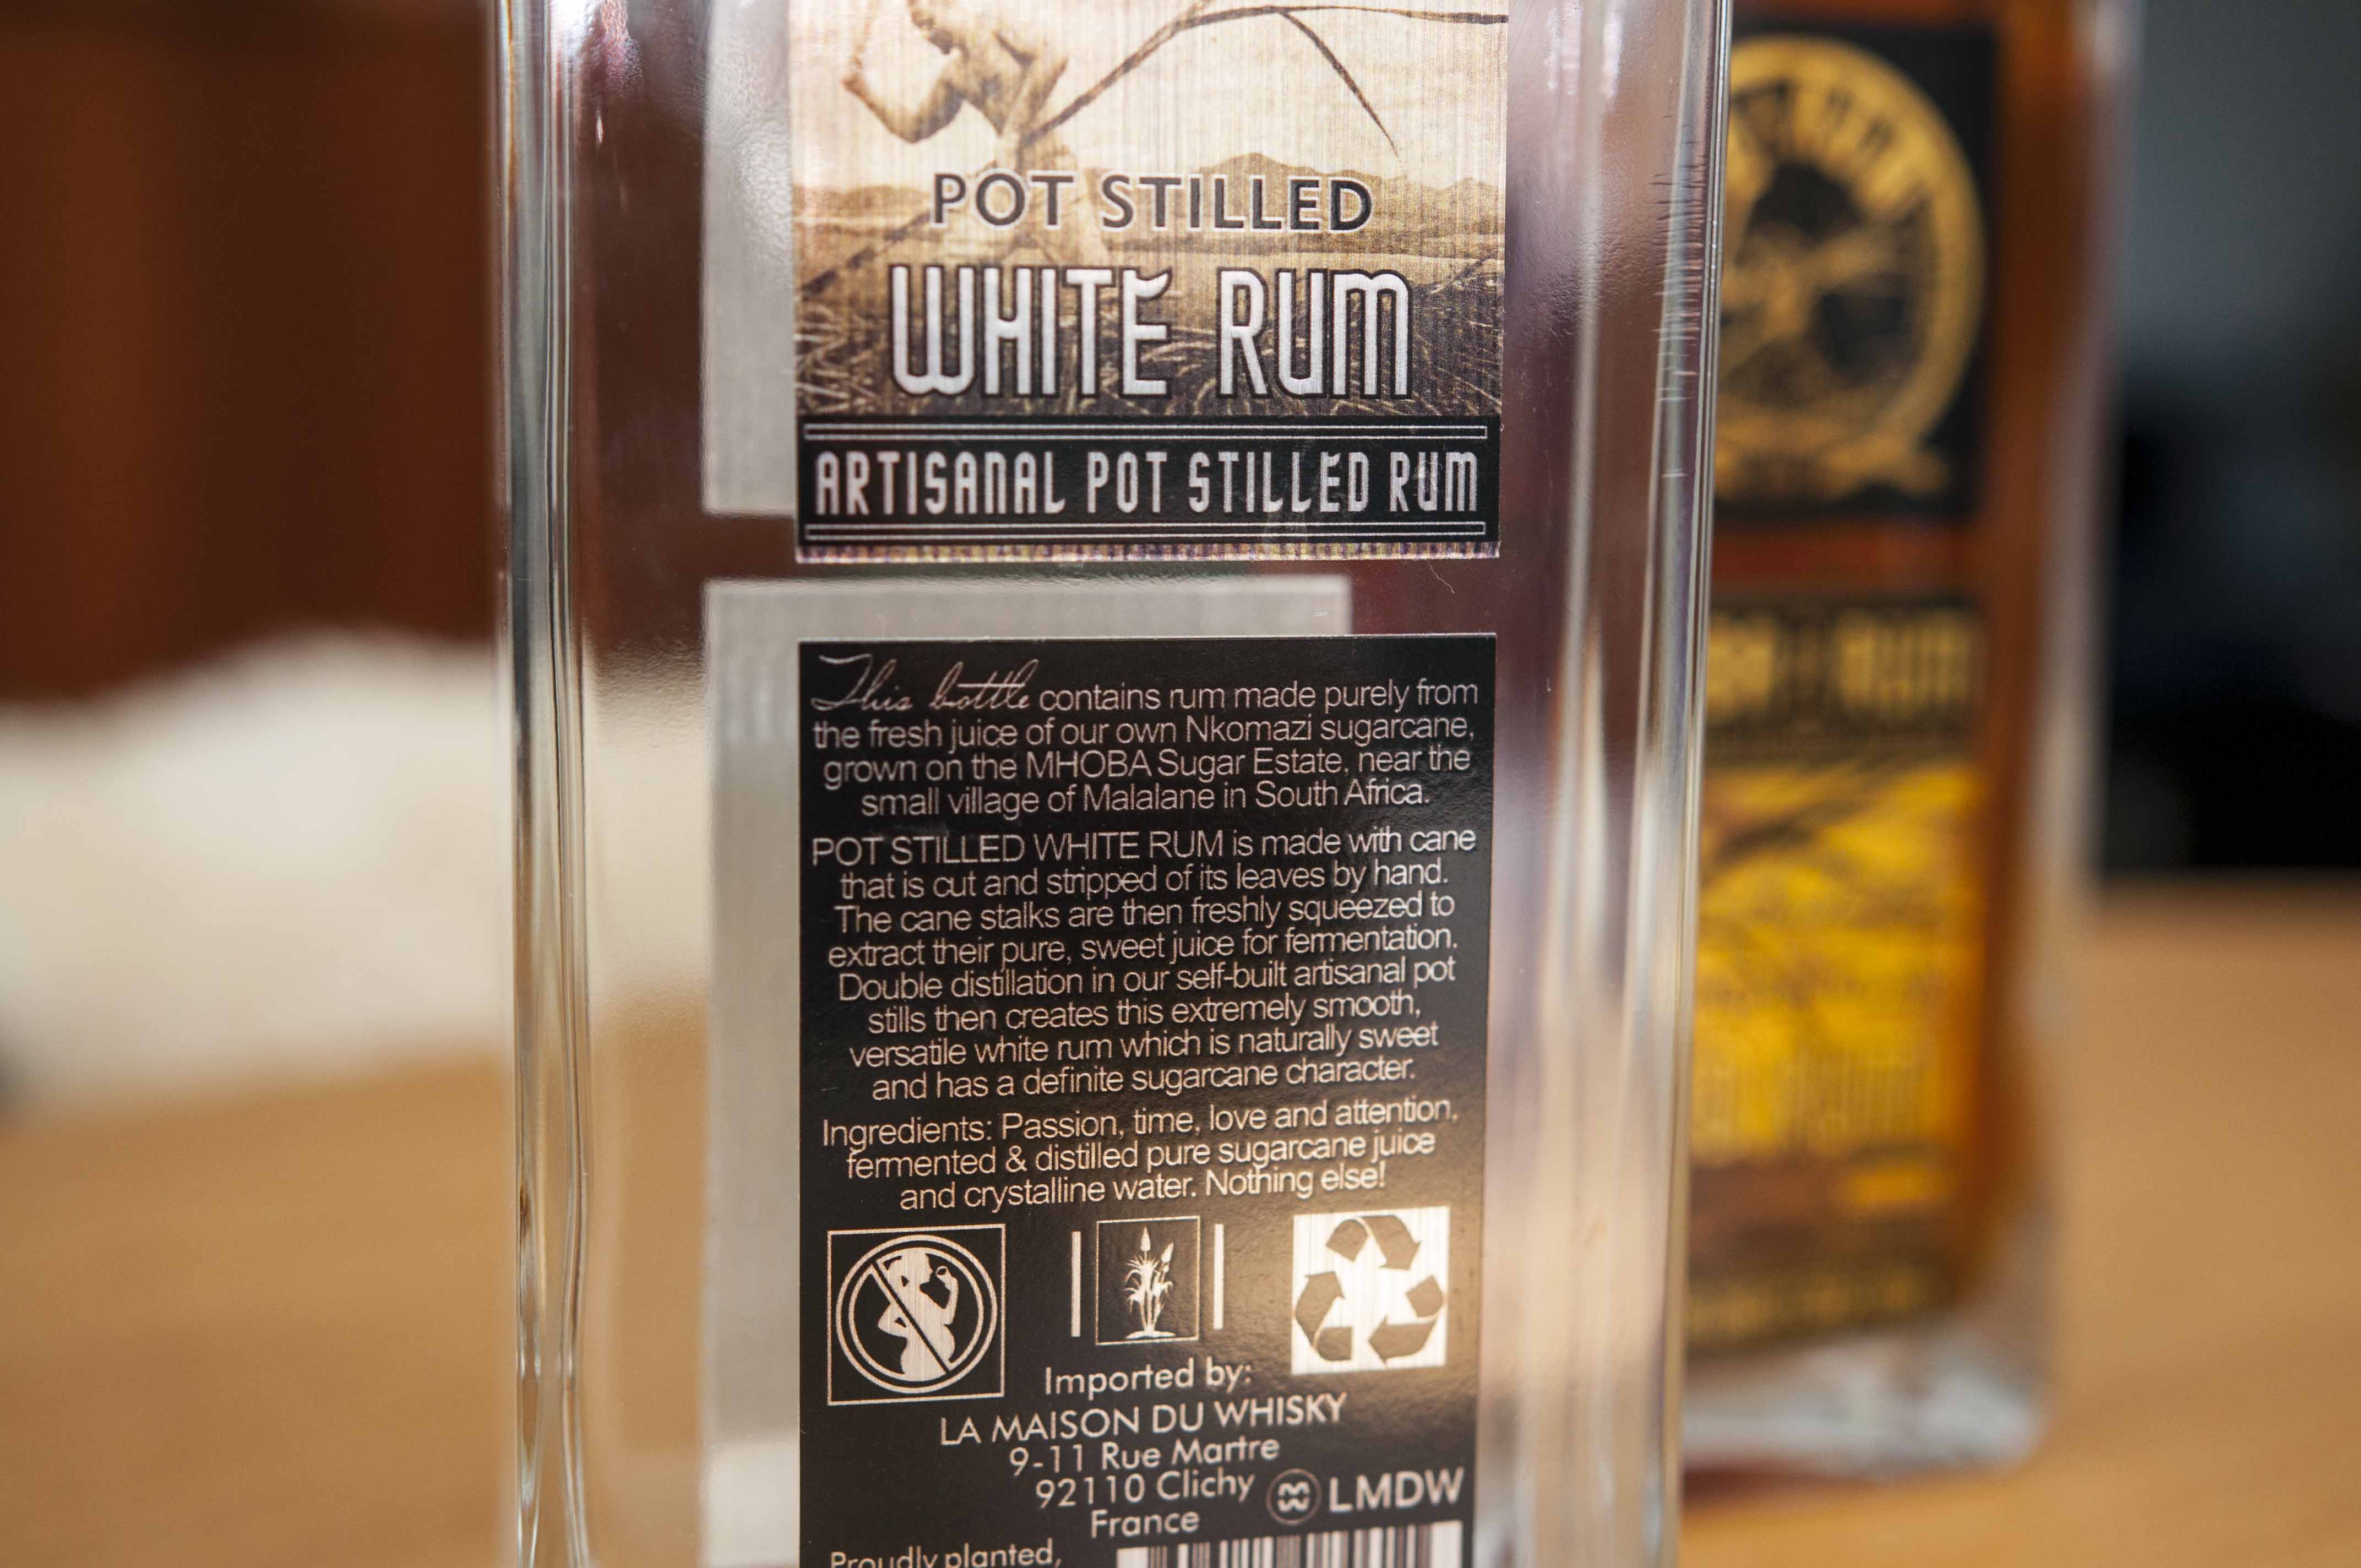 POT STILLED
WHITE RUM
ARTISANAL POT STILLED RUM
This bottle contains rum made purely from
the fresh juice of our own Nkomazi sugarcane,
grown on the MHOBA Sugar Estate, near the
small village of Malalane in South Africa.
POT STILLED WHITE RUM is made with cane
that is cut and stripped of its leaves by hand.
The cane stalks are then freshly squeezed to
extract their pure, sweet juice for fermentation.
Double distillation in our self-built artisanal pot
stills then creates this extremely smooth,
versatile white rum which is naturally sweet
and has a definite sugarcane character.
Ingredients: Passion, time, love and attention,
fermented & distilled pure sugarcane juice
and crystalline water. Nothing else!
Imported by:
LA MAISON DU WHISKY
9-11 Rue Martre
92110 Clichy
LMDW
France
Proudly planted,